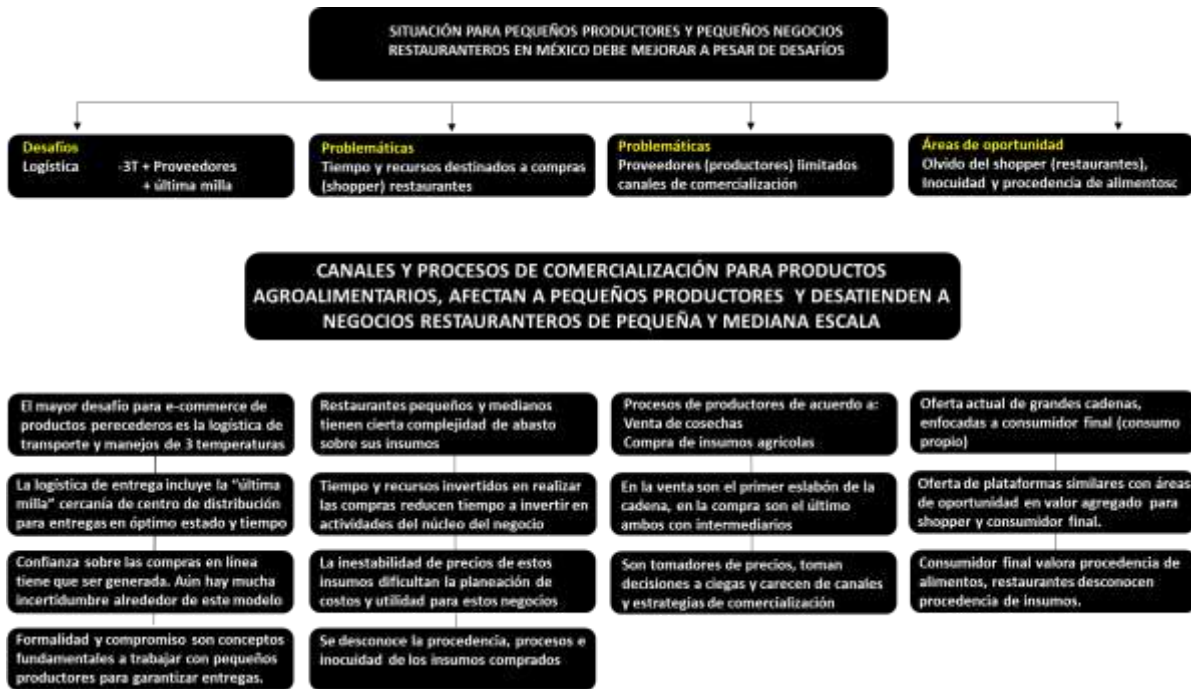 SITUACIÓN PARA PEQUEÑOS PRODUCTORES Y PEQUEÑOS NEGOCIOS
RESTAURANTEROS EN MÉXICO DEBE MEJORAR A PESAR DE DESAFÍOS
Desafíos
Logística -3T + Proveedores
+ última milla
Problemáticas
Tiempo y recursos destinados a compras
(shopper) restaurantes
Problemáticas
Proveedores (productores) limitados
canales de comercialización
Áreas de oportunidad
Olvido del shopper (restaurantes),
Inocuidad y procedencia de alimentosc
CANALES Y PROCESOS DE COMERCIALIZACIÓN PARA PRODUCTOS
AGROALIMENTARIOS, AFECTAN A PEQUEÑOS PRODUCTORES Y DESATIENDEN A
NEGOCIOS RESTAURANTEROS DE PEQUEÑA Y MEDIANA ESCALA
El mayor desafío para e-commerce de
productos perecederos es la logística de
transporte y manejos de 3 temperaturas
La logística de entrega incluye la "última
milla" cercanía de centro de distribución
para entregas en óptimo estado y tiempo
Confianza sobre las compras en línea
tiene que ser generada. Aún hay mucha
incertidumbre alrededor de este modelo
Formalidad y compromiso son conceptos
fundamentales a trabajar con pequeños
productores para garantizar entregas.
Restaurantes pequeños y medianos
tienen cierta complejidad de abasto
sobre sus insumos
Tiempo y recursos invertidos en realizar
las compras reducen tiempo a invertir en
actividades del núcleo del negocio
La inestabilidad de precios de estos
insumos dificultan la planeación de
costos y utilidad para estos negocios
Se desconoce la procedencia, procesos e
inocuidad de los insumos comprados
Procesos de productores de acuerdo a:
Venta de cosechas
Compra de insumos agrícolas
En la venta son el primer eslabón de la
cadena, en la compra son el último
ambos con intermediarios
Son tomadores de precios, toman
decisiones a ciegas y carecen de canales
y estrategias de comercialización
Oferta actual de grandes cadenas,
enfocadas a consumidor final (consumo
propio)
Oferta de plataformas similares con áreas
de oportunidad en valor agregado para
shopper y consumidor final.
Consumidor final valora procedencia de
alimentos, restaurantes desconocen
procedencia de insumos.